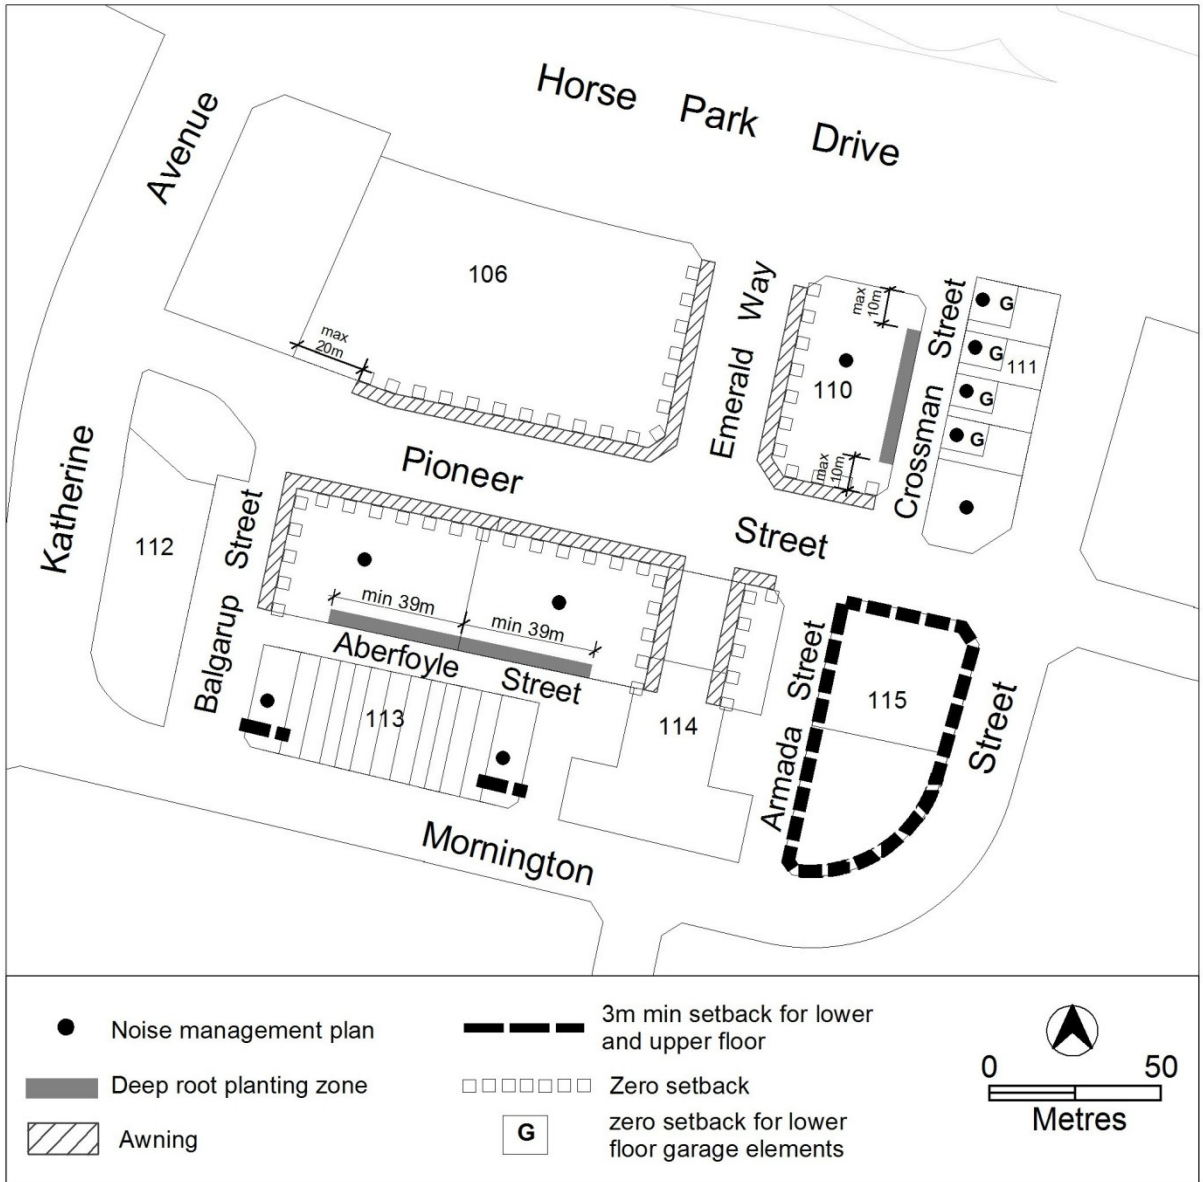 Horse Park Drive
Avenue
106
max
20m
Emerald Way
max
10m
110
max
10m
Crossman Street
G
G
111
G
G
Katherine
Pioneer
Street
112
Balgarup Street
min 39m
min 39m
Aberfoyle Street
113
114
Armada Street
115
Street
Mornington
Noise management plan
Deep root planting zone
Awning
3m min setback for lower
and upper floor
Zero setback
G
zero setback for lower
floor garage elements
0 50
Metres